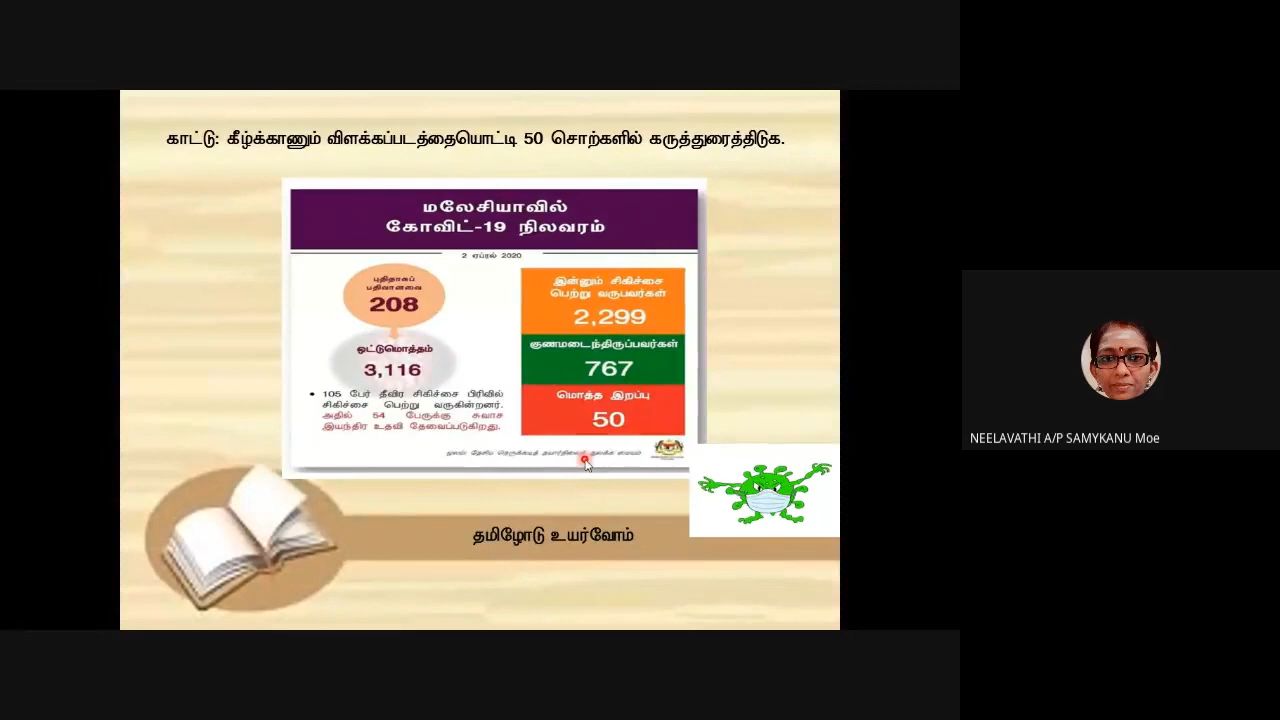 காட்டு: கீழ்க்காணும் விளக்கப்படத்தையொட்டி 50 சொற்களில் கருத்துரைத்திடுக.
மலேசியாவில்
கோவிட்-19 நிலவரம்
2 ஏப்ரல் 2020
புதிதாகப்
பதிவானவை
208
ஒட்டுமொத்தம்
3,116
• 105 பேர் தீவிர சிகிச்சை பிரிவில்
சிகிச்சை பெற்று வருகின்றனர்.
அதில் 54 பேருக்கு சுவாச
இயந்திர உதவி தேவைப்படுகிறது.
இன்னும் சிகிச்சை
பெற்று வருபவர்கள்
2,299
குணமடைந்திருப்பவர்கள்
767
மொத்த இறப்பு
50
மூலம்: தேசிய நெருக்கடித்
தமிழோடு உயர்வோம்
NEELAVATHI A/P SAMYKANU Moe